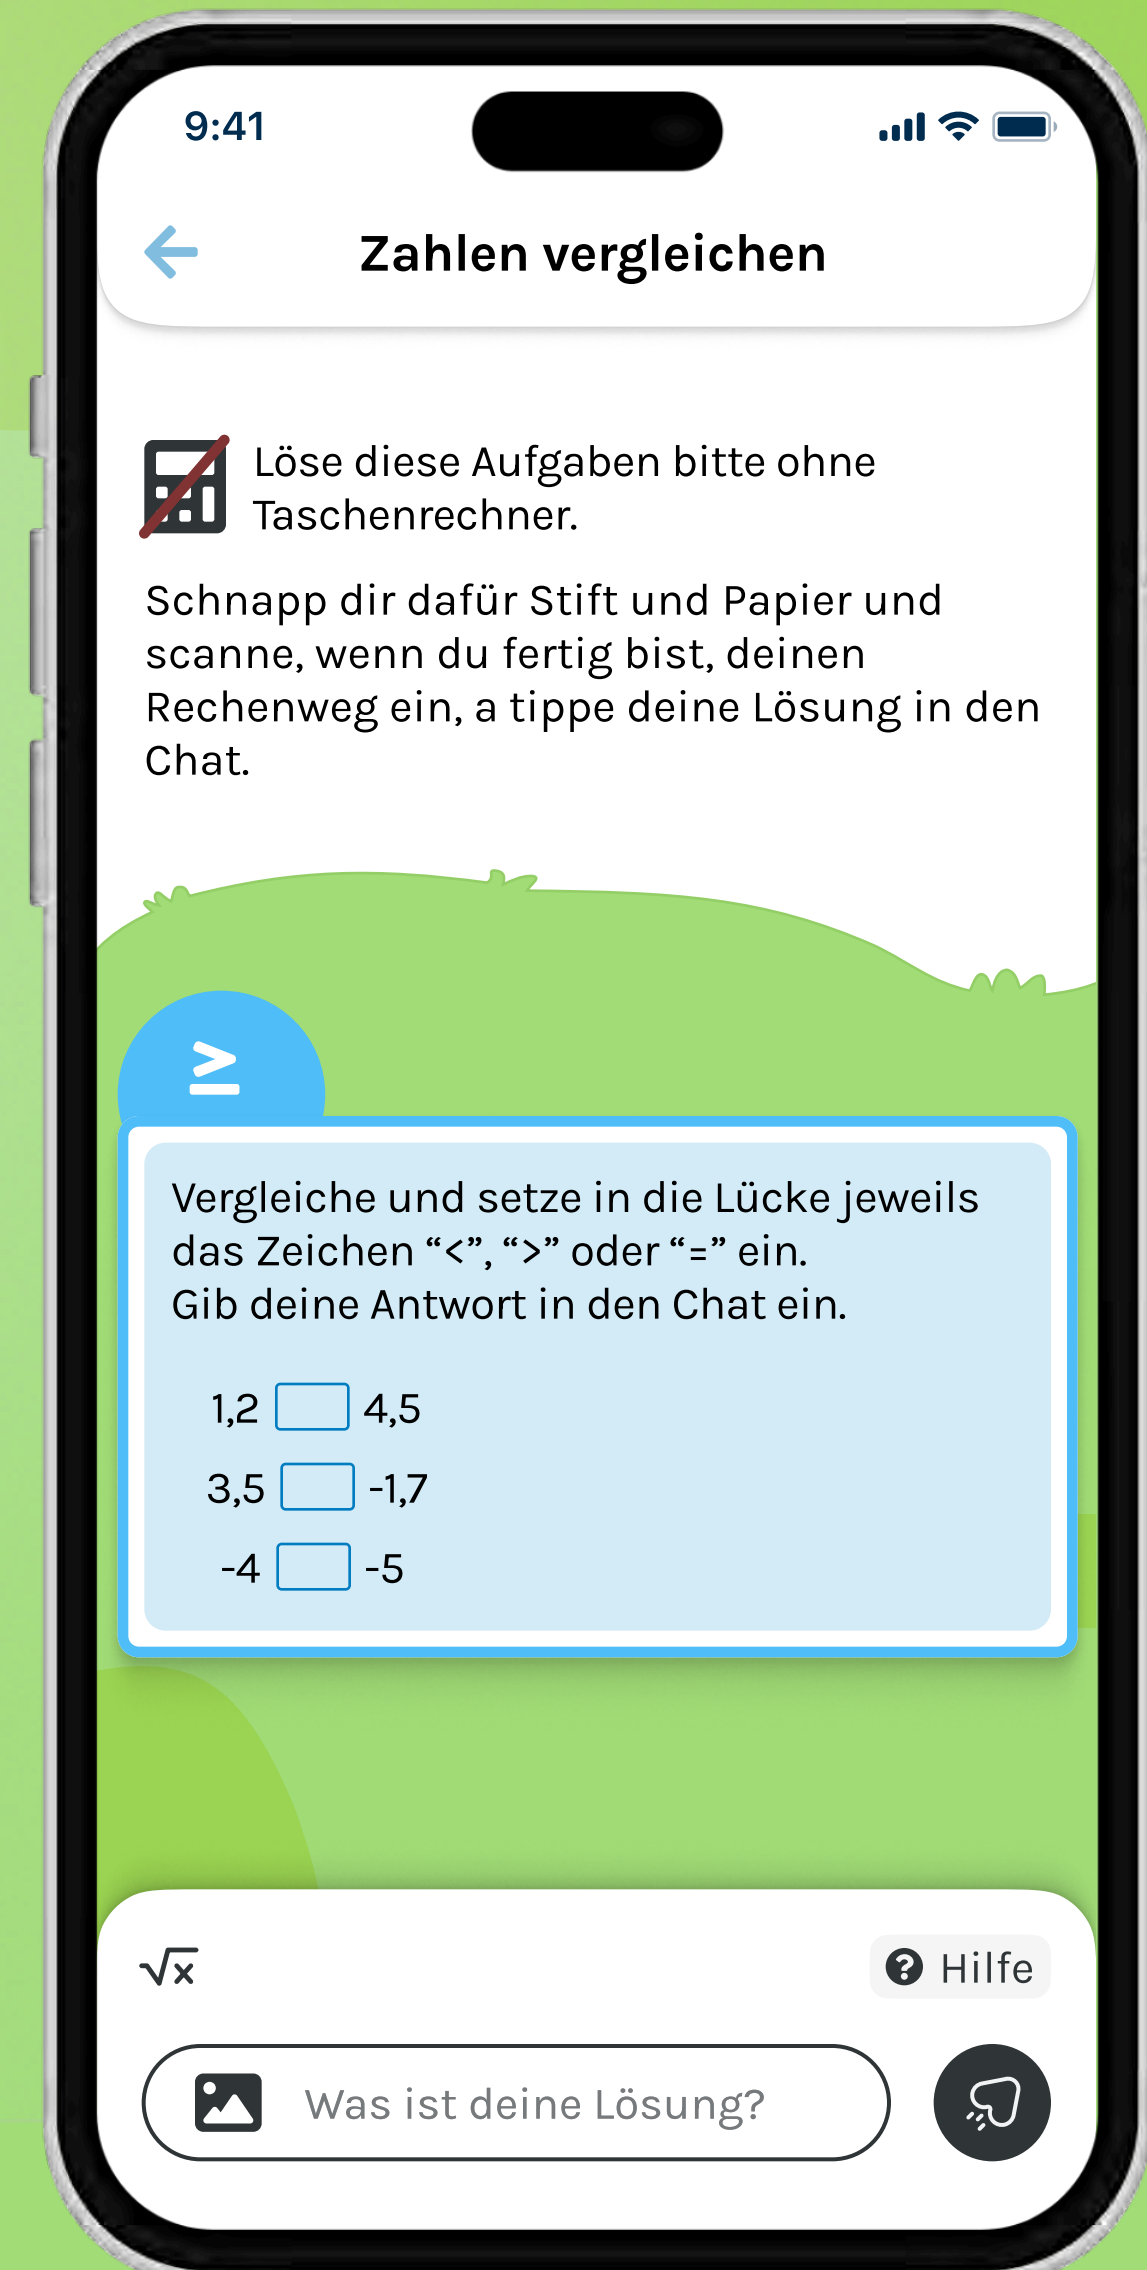 9:41
Zahlen vergleichen
Löse diese Aufgaben bitte ohne
Taschenrechner.
Schnapp dir dafür Stift und Papier und
scanne, wenn du fertig bist, deinen
Rechenweg ein, a tippe deine Lösung in den
Chat.
≥
Vergleiche und setze in die Lücke jeweils
das Zeichen “<”, “>” oder “=” ein.
Gib deine Antwort in den Chat ein.
1,2 4,5
3,5 -1,7
-4 -5
√x
? Hilfe
Was ist deine Lösung?